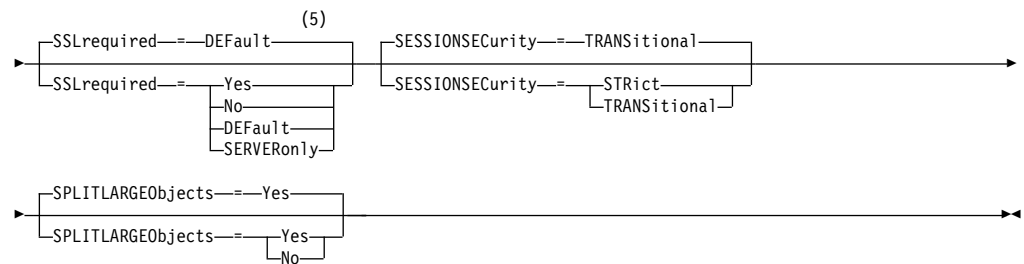 (5)
SSLrequired = DEFault SESSIONSECurity = TRANSitional
SSLrequired = Yes SESSIONSECurity = STRict
No TRANSitional
DEFault
SERVERonly
SPLITLARGEObjects = Yes
SPLITLARGEObjects = Yes
No